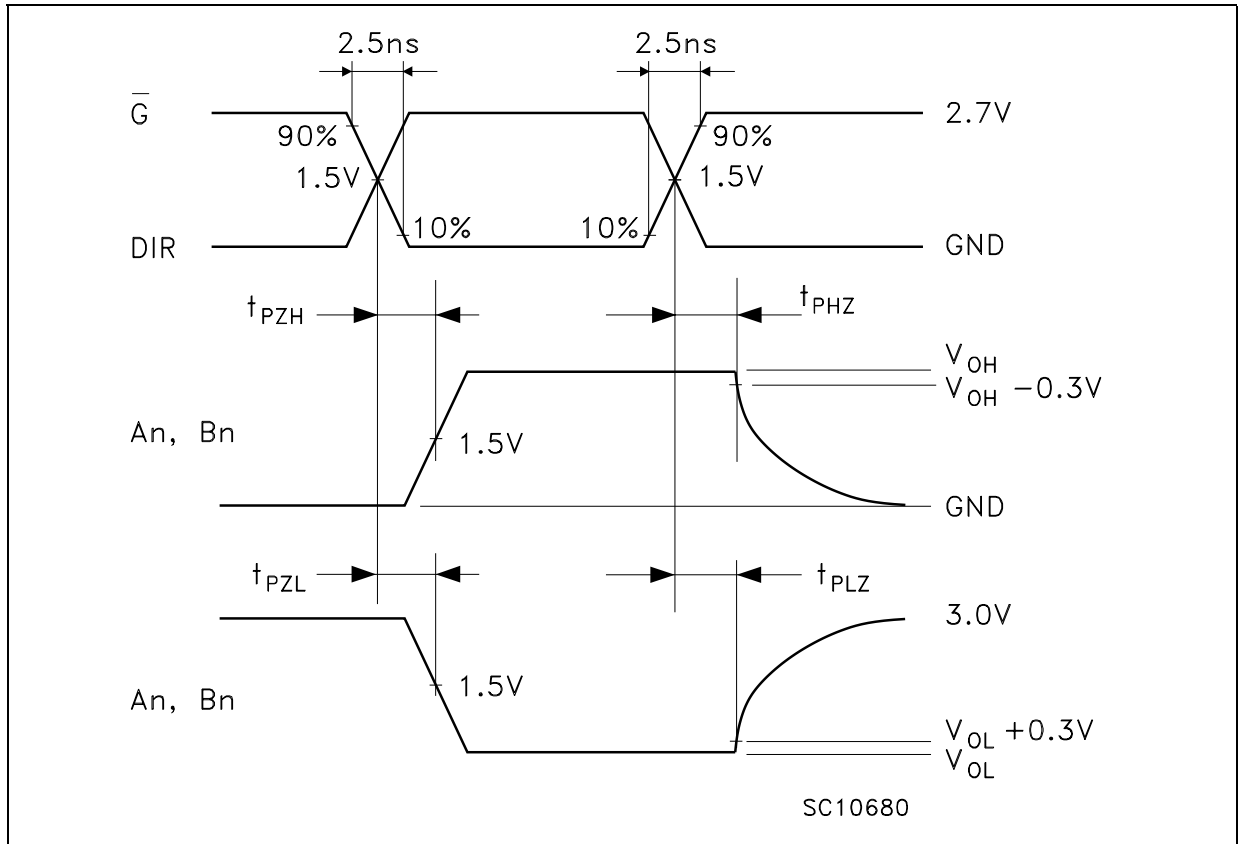 2.5ns 2.5ns
G̅ 2.7V
90% 90%
1.5V 1.5V
10% 10%
DIR GND
tPZH tPHZ
VOH
VOH −0.3V
An, Bn 1.5V
GND
tPZL tPLZ
3.0V
1.5V
An, Bn
VOL +0.3V
VOL
SC10680